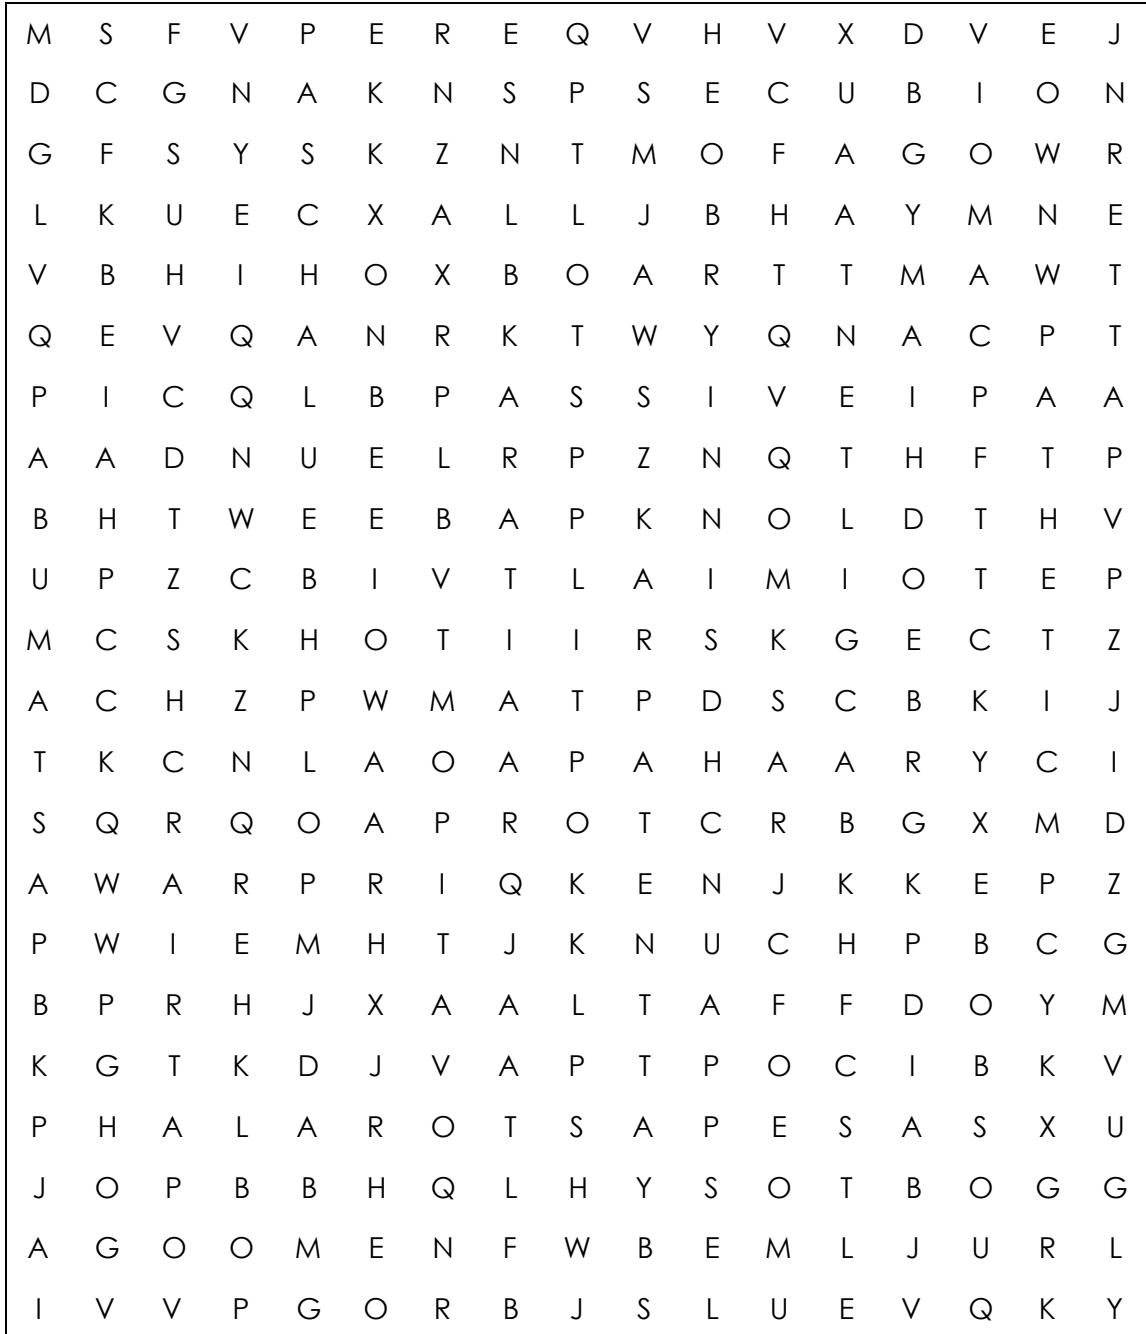 M S F V P E R E Q V H V X D V E J
D C G N A K N S P S E C U B I O N
G F S Y S K Z N T M O F A G O W R
L K U E C X A L L J B H A Y M N E
V B H I H O X B O A R T T M A W T
Q E V Q A N R K T W Y Q N A C P T
P I C Q L B P A S S I V E I P A A
A A D N U E L R P Z N Q T H F T P
B H T W E E B A P K N O L D T H V
U P Z C B I V T L A I M I O T E P
M C S K H O T I I R S K G E C T Z
A C H Z P W M A T P D S C B K I J
T K C N L A O A P A H A A R Y C I
S Q R Q O A P R O T C R B G X M D
A W A R P R I Q K E N J K K E P Z
P W I E M H T J K N U C H P B C G
B P R H J X A A L T A F F D O Y M
K G T K D J V A P T P O C I B K V
P H A L A R O T S A P E S A S X U
J O P B B H Q L H Y S O T B O G G
A G O O M E N F W B E M L J U R L
I V V P G O R B J S L U E V Q K Y